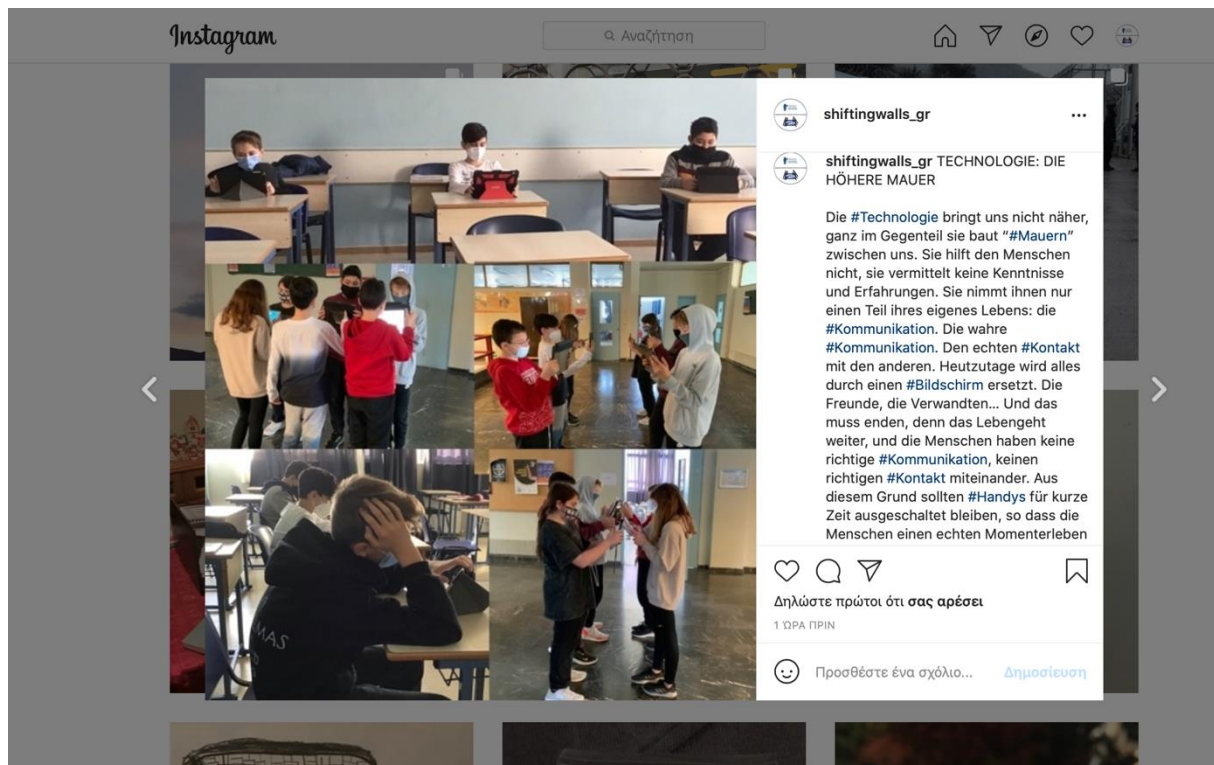 Instagram
Αναζήτηση
shiftingwalls_gr
shiftingwalls_gr TECHNOLOGIE: DIE
HÖHERE MAUER
Die #Technologie bringt uns nicht näher,
ganz im Gegenteil sie baut "#Mauern"
zwischen uns. Sie hilft den Menschen
nicht, sie vermittelt keine Kenntnisse
und Erfahrungen. Sie nimmt ihnen nur
einen Teil ihres eigenes Lebens: die
#Kommunikation. Die wahre
#Kommunikation. Den echten #Kontakt
mit den anderen. Heutzutage wird alles
durch einen #Bildschirm ersetzt. Die
Freunde, die Verwandten... Und das
muss enden, denn das Lebengeht
weiter, und die Menschen haben keine
richtige #Kommunikation, keinen
richtigen #Kontakt miteinander. Aus
diesem Grund sollten #Handys für kurze
Zeit ausgeschaltet bleiben, so dass die
Menschen einen echten Momenterleben
Δηλώστε πρώτοι ότι σας αρέσει
1 ΏΡΑ ΠΡΙΝ
Προσθέστε ένα σχόλιο...
Δημοσίευση